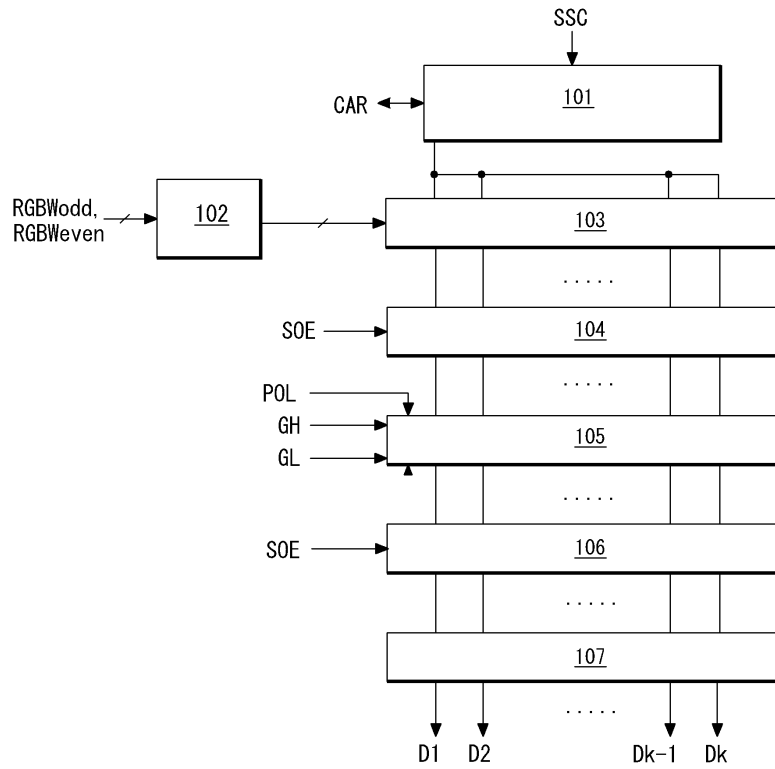 SSC
CAR
101
RGBWodd,
RGBWeven
102
103
.....
SOE
104
.....
POL
GH
GL
105
.....
SOE
106
.....
107
.....
D1 D2 Dk-1 Dk